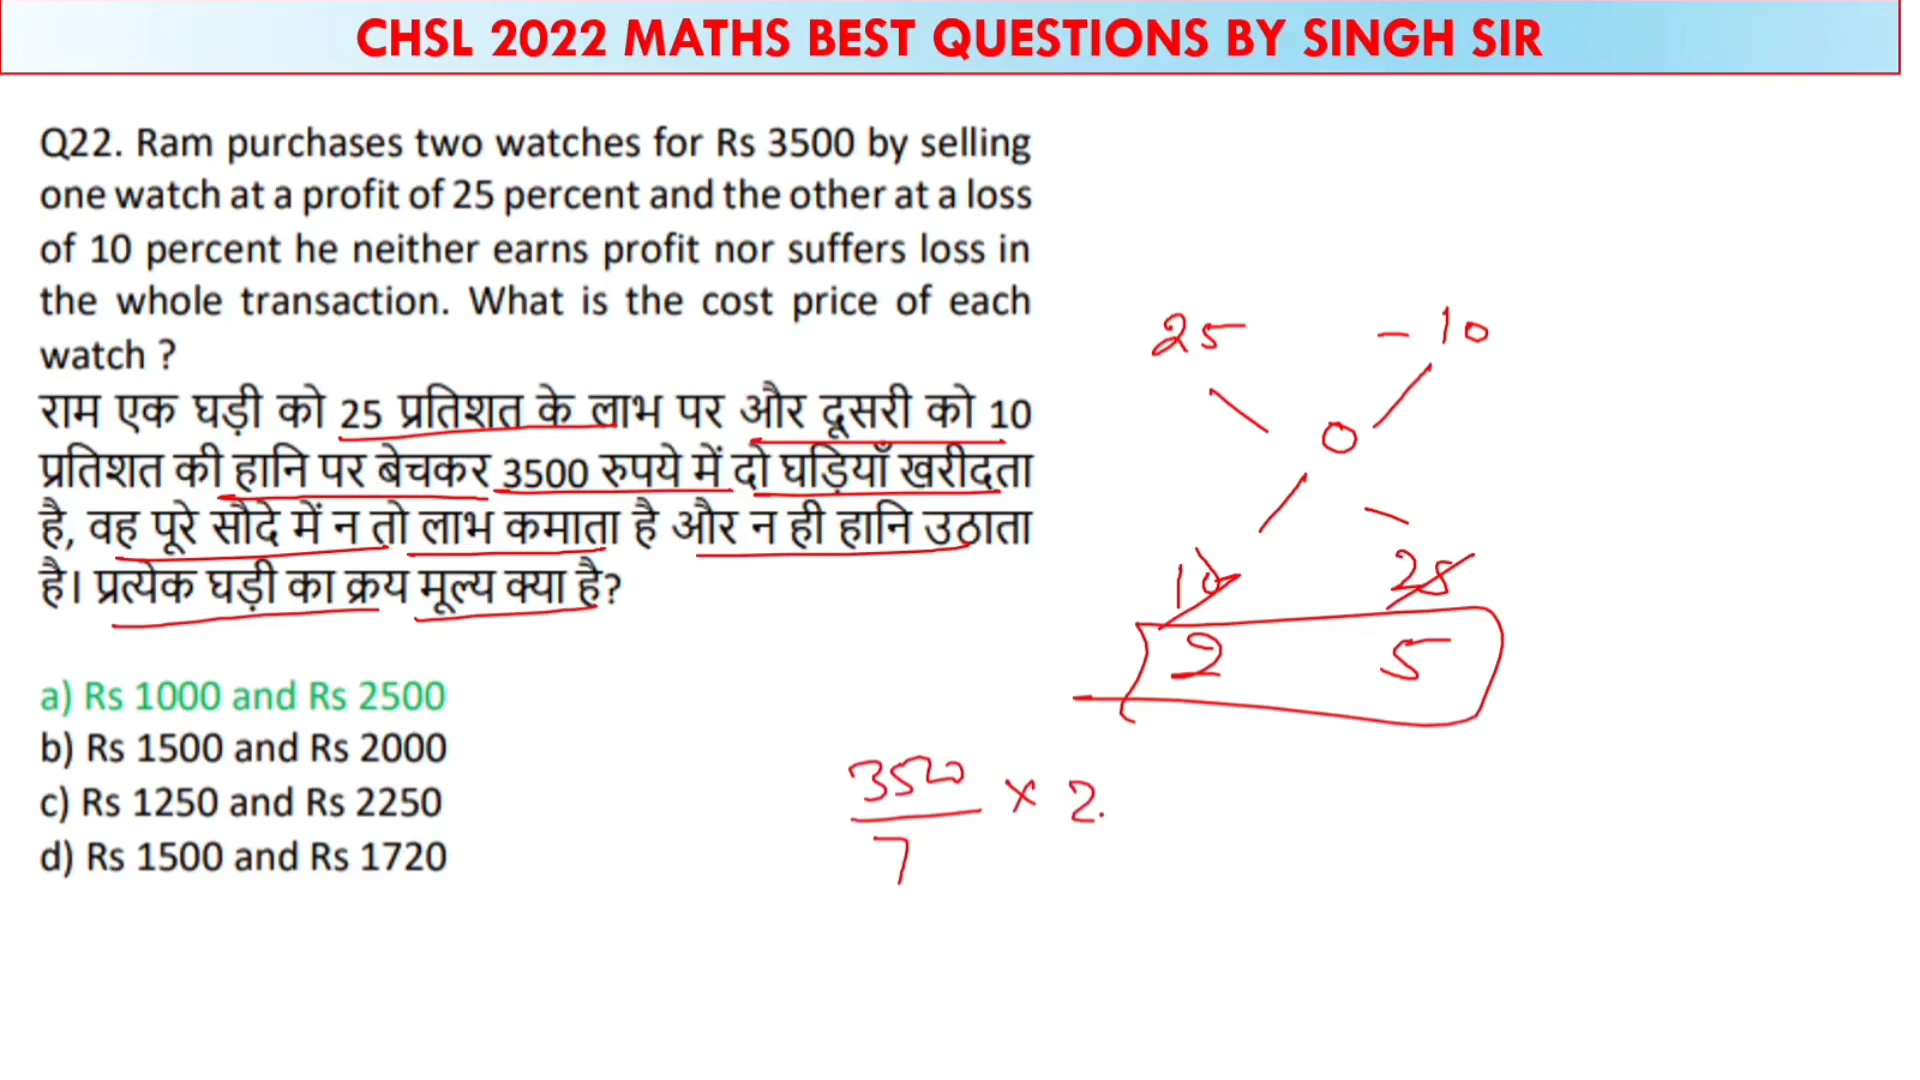 CHSL 2022 MATHS BEST QUESTIONS BY SINGH SIR
Q22. Ram purchases two watches for Rs 3500 by selling
one watch at a profit of 25 percent and the other at a loss
of 10 percent he neither earns profit nor suffers loss in
the whole transaction. What is the cost price of each
watch ?
राम एक घड़ी को 25 प्रतिशत के लाभ पर और दूसरी को 10
प्रतिशत की हानि पर बेचकर 3500 रुपये में दो घड़ियाँ खरीदता
है, वह पूरे सौदे में न तो लाभ कमाता है और न ही हानि उठाता
है। प्रत्येक घड़ी का क्रय मूल्य क्या है?
25 - 10
0
10 25
2 5
a) Rs 1000 and Rs 2500
b) Rs 1500 and Rs 2000
c) Rs 1250 and Rs 2250
d) Rs 1500 and Rs 1720
3500 × 2.
7